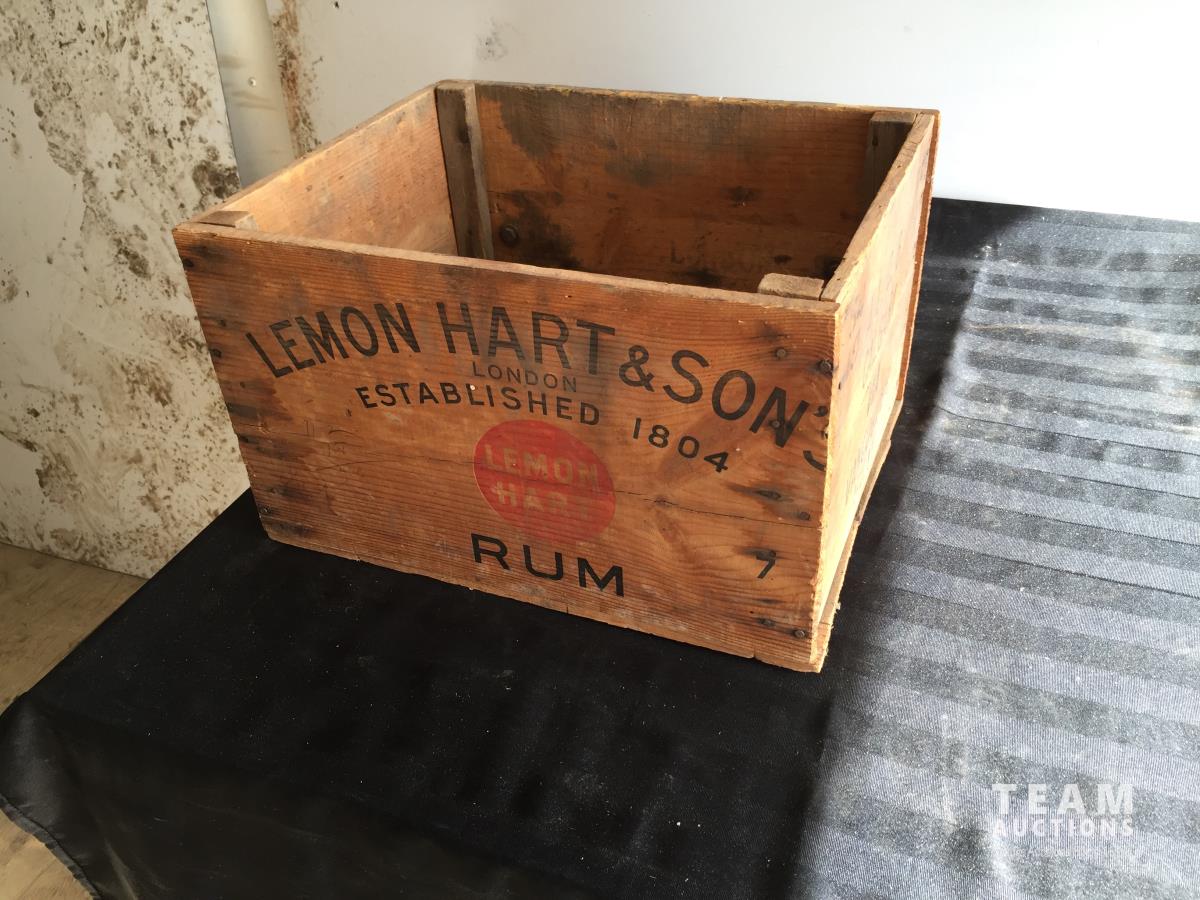 LEMON HART & SON'S
LONDON
ESTABLISHED 1804
LEMON
HART
RUM
7
TEAM
AUCTIONS